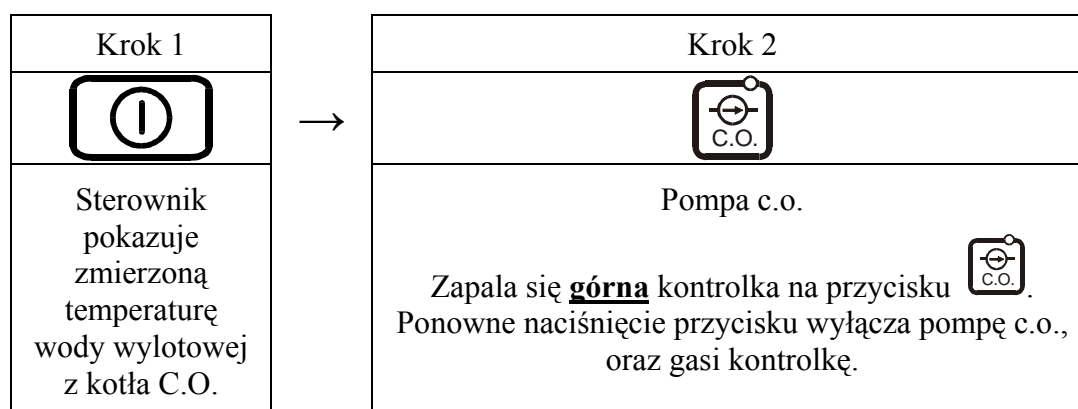 Krok 1
Sterownik
pokazuje
zmierzoną
temperaturę
wody wylotowej
z kotła C.O.
→
Krok 2
C.O.
Pompa c.o.
Zapala się górna kontrolka na przycisku C.O. .
Ponowne naciśnięcie przycisku wyłącza pompę c.o.,
oraz gasi kontrolkę.